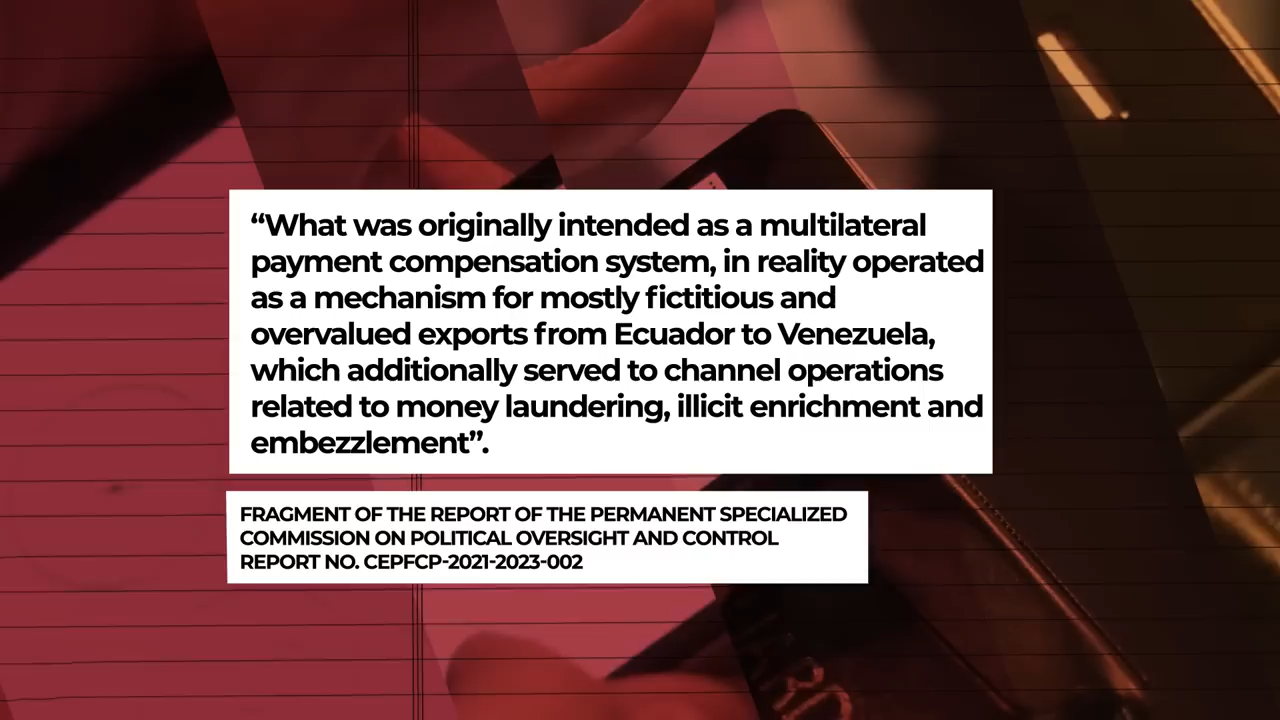 “What was originally intended as a multilateral
payment compensation system, in reality operated
as a mechanism for mostly fictitious and
overvalued exports from Ecuador to Venezuela,
which additionally served to channel operations
related to money laundering, illicit enrichment and
embezzlement”.
FRAGMENT OF THE REPORT OF THE PERMANENT SPECIALIZED
COMMISSION ON POLITICAL OVERSIGHT AND CONTROL
REPORT NO. CEPFCP-2021-2023-002